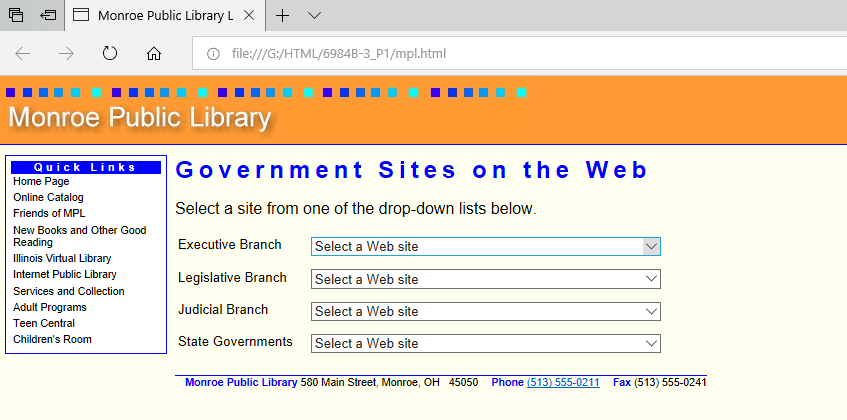 Monroe Public Library L
file:///G:/HTML/6984B-3_P1/mpl.html
Monroe Public Library
Quick Links
Home Page
Online Catalog
Friends of MPL
New Books and Other Good
Reading
Illinois Virtual Library
Internet Public Library
Services and Collection
Adult Programs
Teen Central
Children's Room
Government Sites on the Web
Select a site from one of the drop-down lists below.
Executive Branch Select a Web site
Legislative Branch Select a Web site
Judicial Branch Select a Web site
State Governments Select a Web site
Monroe Public Library 580 Main Street, Monroe, OH 45050 Phone (513) 555-0211 Fax (513) 555-0241